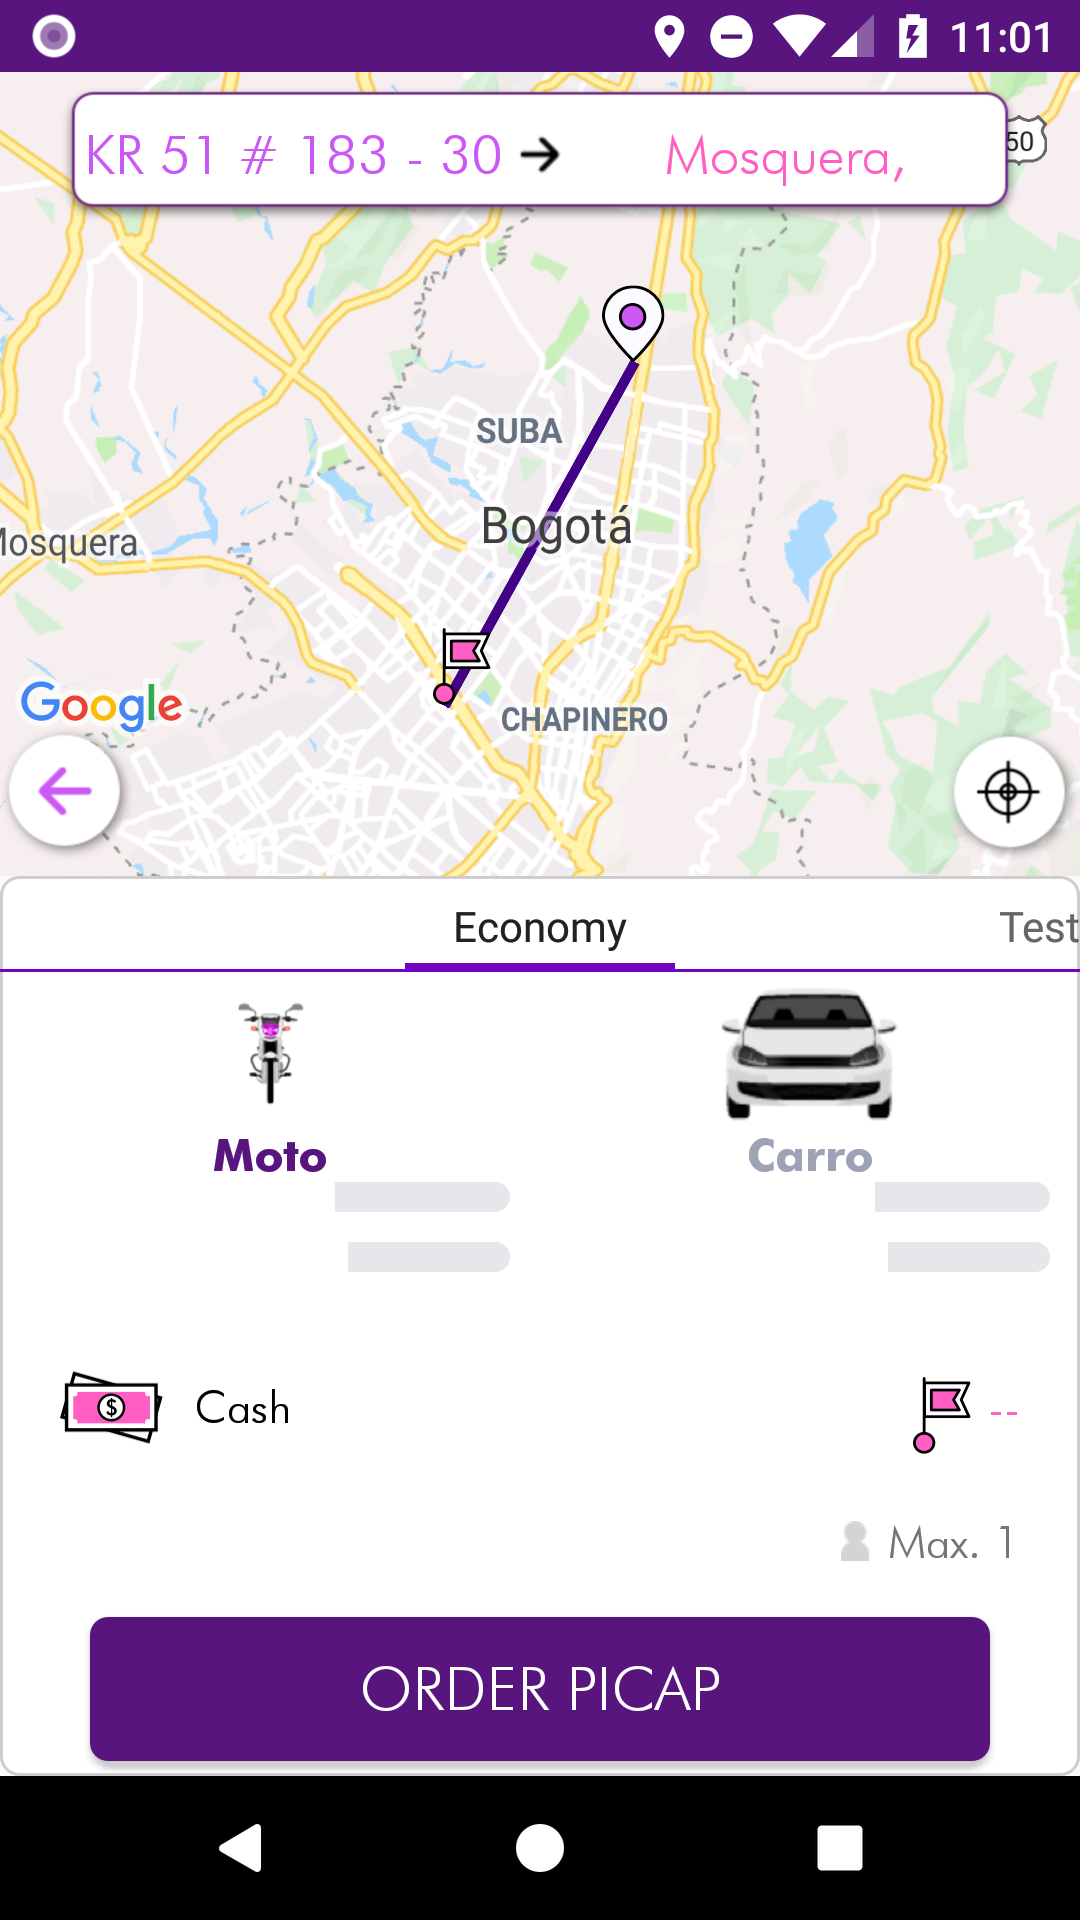 11:01
KR 51 # 183 - 30 → Mosquera,
50
SUBA
Bogotá
Mosquera
Google
CHAPINERO
Economy
Test
Moto
Carro
$ Cash
--
Max. 1
ORDER PICAP